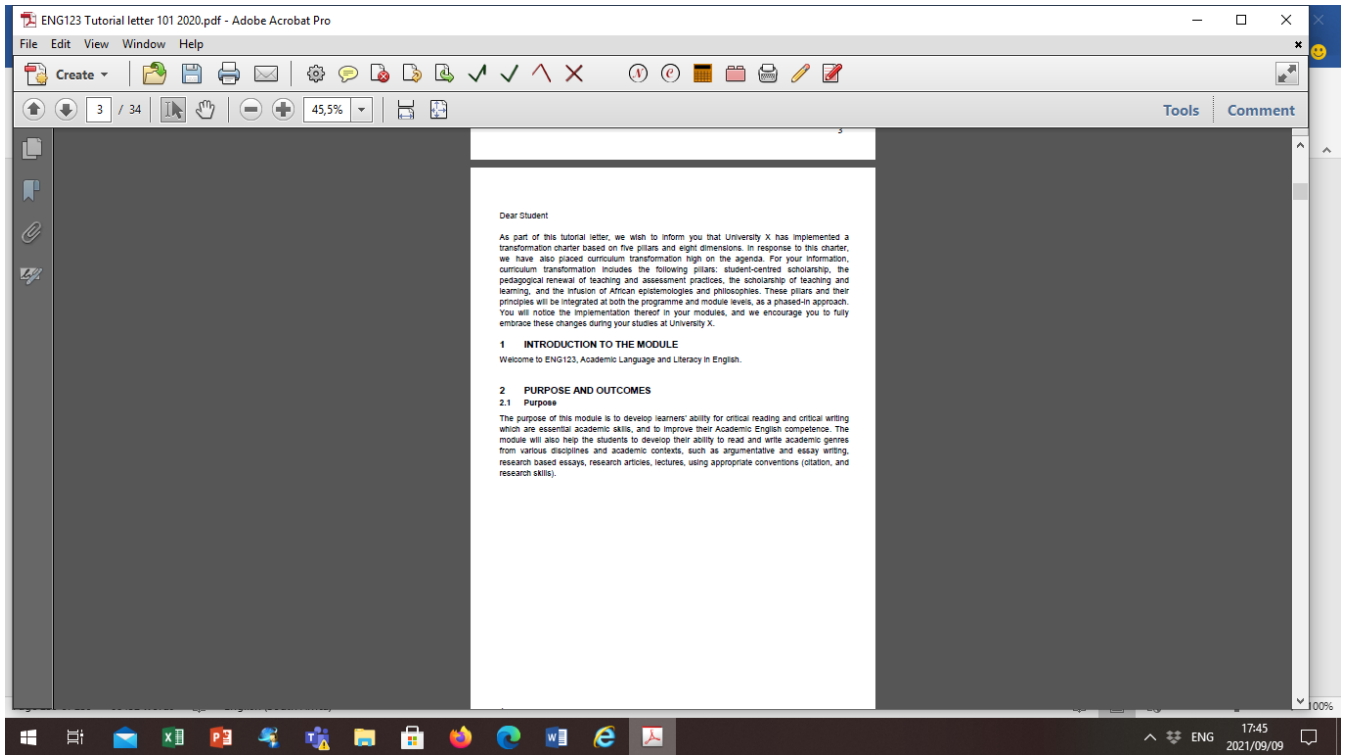 ENG123 Tutorial letter 101 2020.pdf - Adobe Acrobat Pro
File Edit View Window Help
Create
3 / 34 45,5% Tools Comment
3
Dear Student
As part of this tutorial letter, we wish to inform you that University X has implemented a
transformation charter based on five pillars and eight dimensions. In response to this charter,
we have also placed curriculum transformation high on the agenda. For your information,
curriculum transformation includes the following pillars: student-centred scholarship, the
pedagogical renewal of teaching and assessment practices, the scholarship of teaching and
learning, and the infusion of African epistemologies and philosophies. These pillars and their
principles will be integrated at both the programme and module levels, as a phased-in approach.
You will notice the implementation thereof in your modules, and we encourage you to fully
embrace these changes during your studies at University X.
1 INTRODUCTION TO THE MODULE
Welcome to ENG123, Academic Language and Literacy in English.
2 PURPOSE AND OUTCOMES
2.1 Purpose
The purpose of this module is to develop learners' ability for critical reading and critical writing
which are essential academic skills, and to improve their Academic English competence. The
module will also help the students to develop their ability to read and write academic genres
from various disciplines and academic contexts, such as argumentative and essay writing,
research based essays, research articles, lectures, using appropriate conventions (citation, and
research skills).
100%
ENG
17:45
2021/09/09